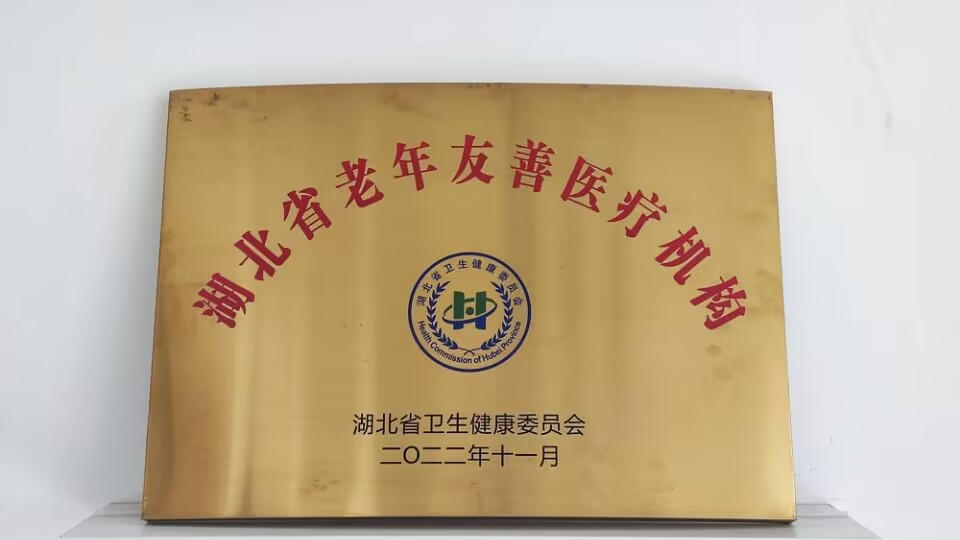 湖北省老年友善医疗机构
湖北省卫生健康委员会
Health Commission of Hubei Province
湖北省卫生健康委员会
二〇二二年十一月